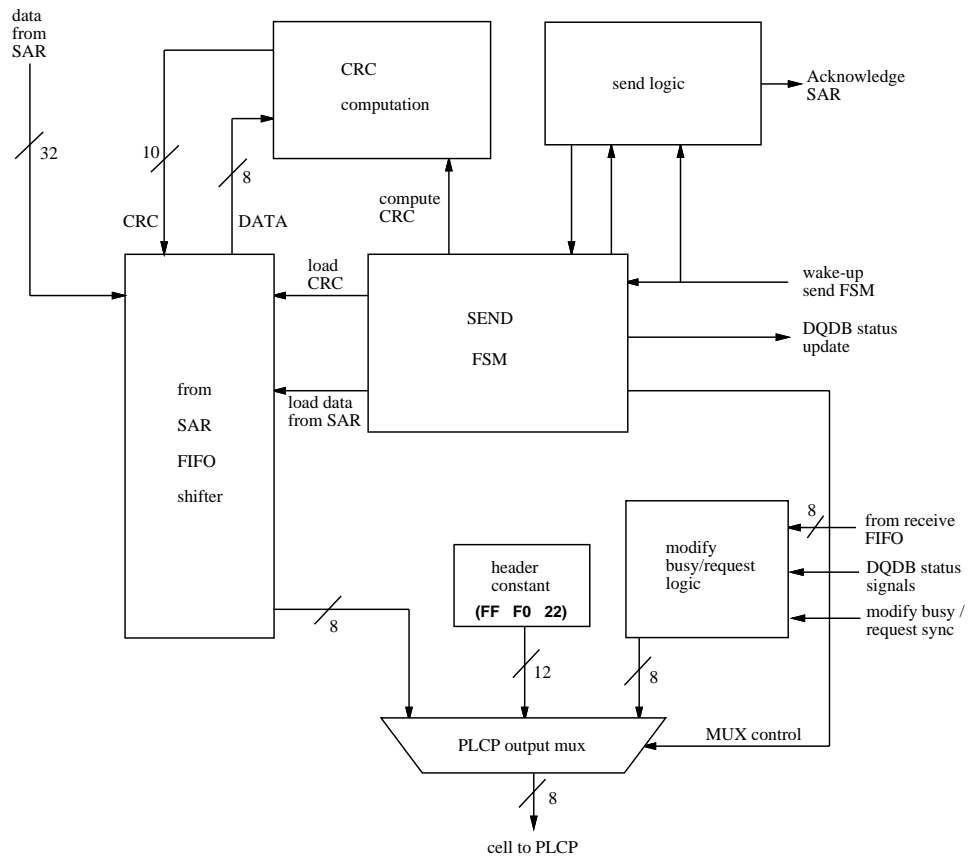 data
from
SAR
32
10
CRC
8
DATA
CRC
computation
send logic
Acknowledge
SAR
compute
CRC
load
CRC
SEND
FSM
wake-up
send FSM
DQDB status
update
load data
from SAR
from
SAR
FIFO
shifter
header
constant
(FF F0 22)
modify
busy/request
logic
8
from receive
FIFO
DQDB status
signals
modify busy /
request sync
8
12
8
PLCP output mux
MUX control
8
cell to PLCP